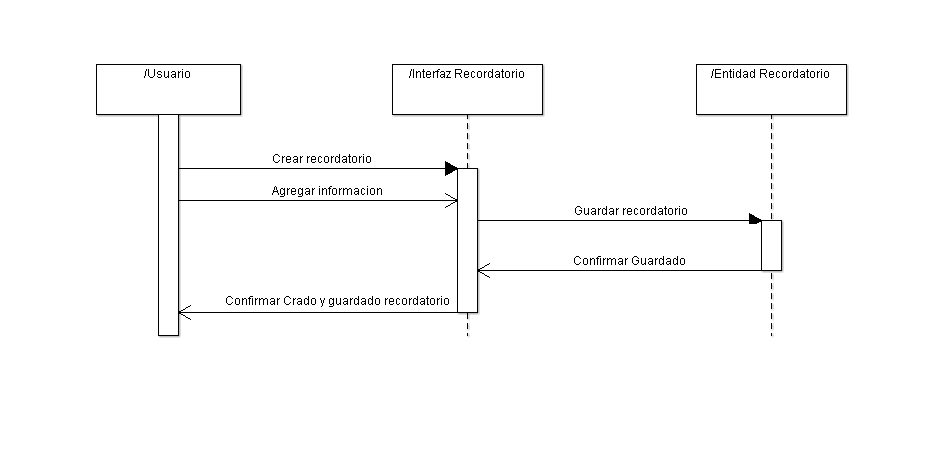 /Usuario
/Interfaz Recordatorio
/Entidad Recordatorio
Crear recordatorio
Agregar informacion
Guardar recordatorio
Confirmar Guardado
Confirmar Crado y guardado recordatorio